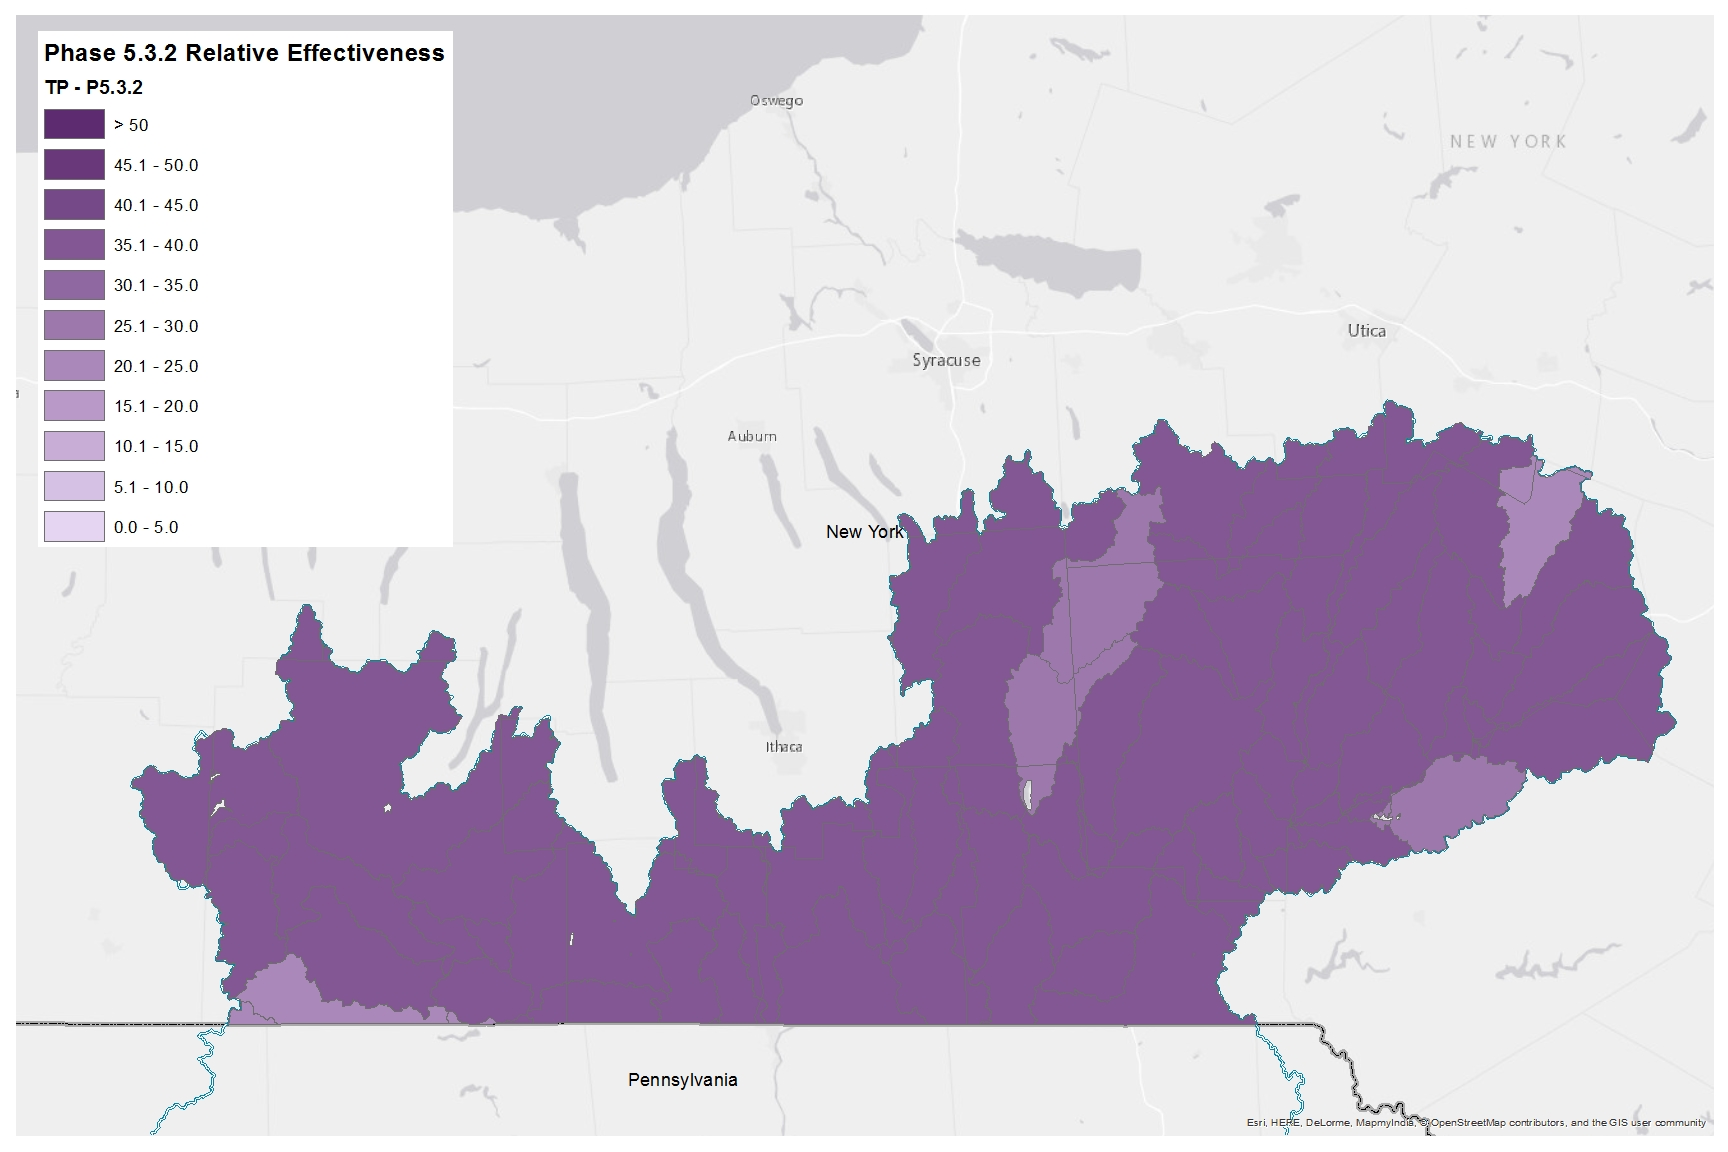 Phase 5.3.2 Relative Effectiveness
TP - P5.3.2
> 50
45.1 - 50.0
40.1 - 45.0
35.1 - 40.0
30.1 - 35.0
25.1 - 30.0
20.1 - 25.0
15.1 - 20.0
10.1 - 15.0
5.1 - 10.0
0.0 - 5.0
Oswego
NEW YORK
Utica
Syracuse
Auburn
New York
Ithaca
Pennsylvania
Esri, HERE, DeLorme, MapmyIndia, © OpenStreetMap contributors, and the GIS user community